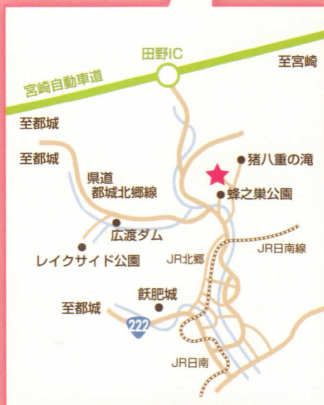 田野IC
至宮崎
宮崎自動車道
至都城
至都城
猪八重の滝
県道
都城北郷線
蜂之巣公園
広渡ダム
レイクサイド公園
JR北郷
JR日南線
飫肥城
至都城
222
JR日南